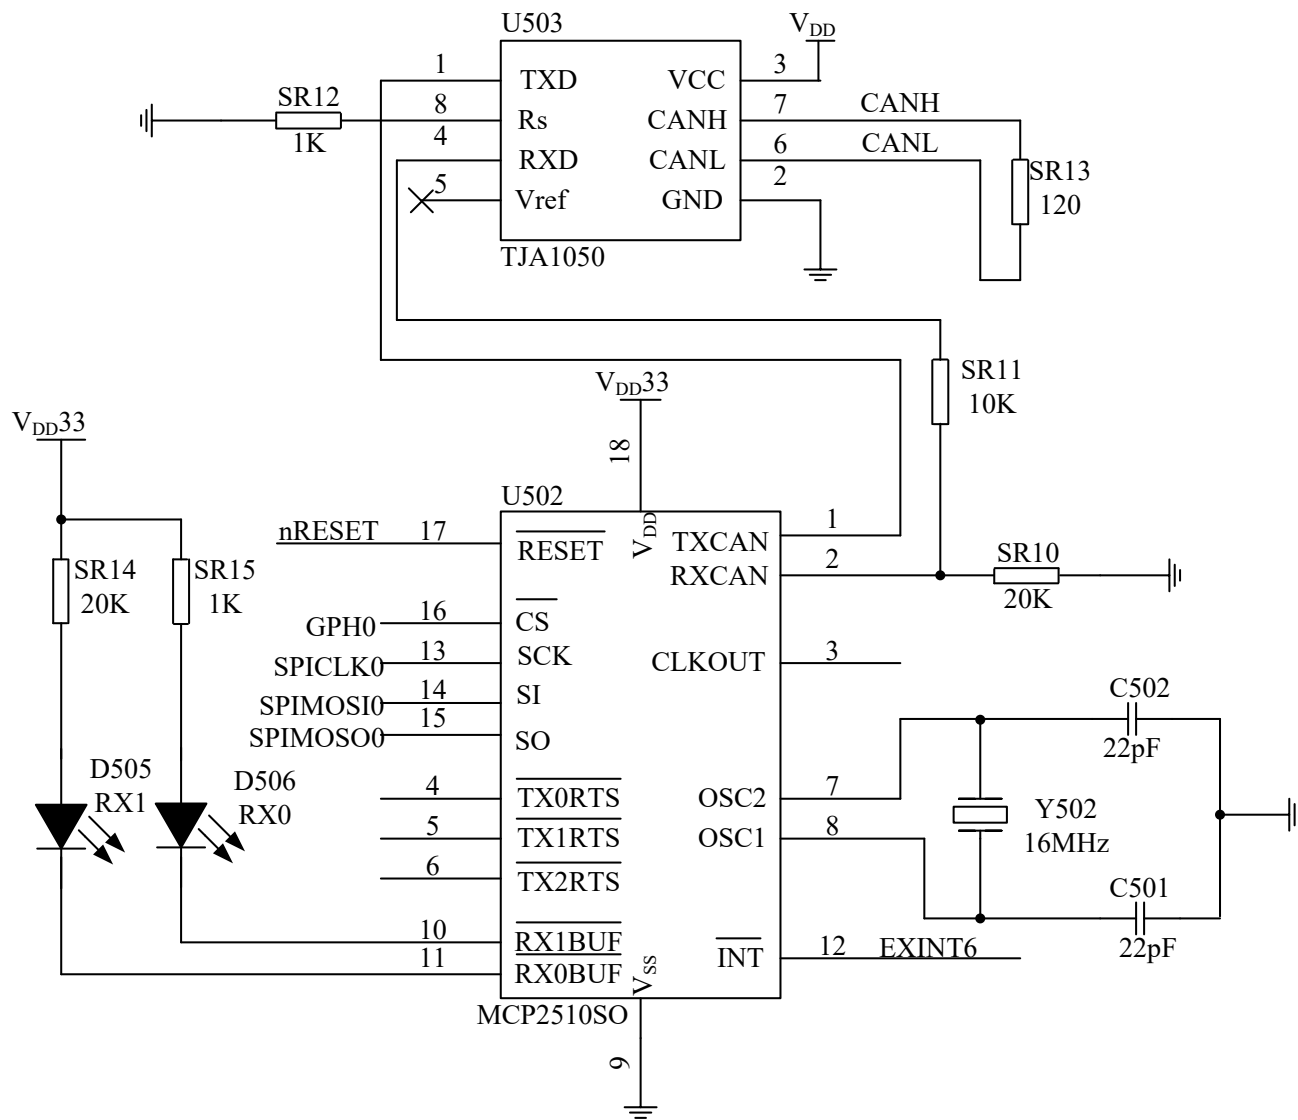 U503
VDD
1
TXD
VCC
3
SR12
1K
8
Rs
CANH
7
CANH
4
RXD
CANL
6
CANL
SR13
120
5
Vref
GND
2
TJA1050
VDD33
SR11
10K
VDD33
18
U502
nRESET
17
RESET
VDD
TXCAN
1
RXCAN
2
SR10
20K
SR14
20K
SR15
1K
GPH0
16
CS
SPICLK0
13
SCK
CLKOUT
3
SPIMOSI0
14
SI
SPIMOSO0
15
SO
C502
22pF
D505
RX1
D506
RX0
4
TX0RTS
OSC2
7
Y502
16MHz
5
TX1RTS
OSC1
8
6
TX2RTS
C501
22pF
10
RX1BUF
INT
12
EXINT6
11
RX0BUF
VSS
MCP2510SO
9